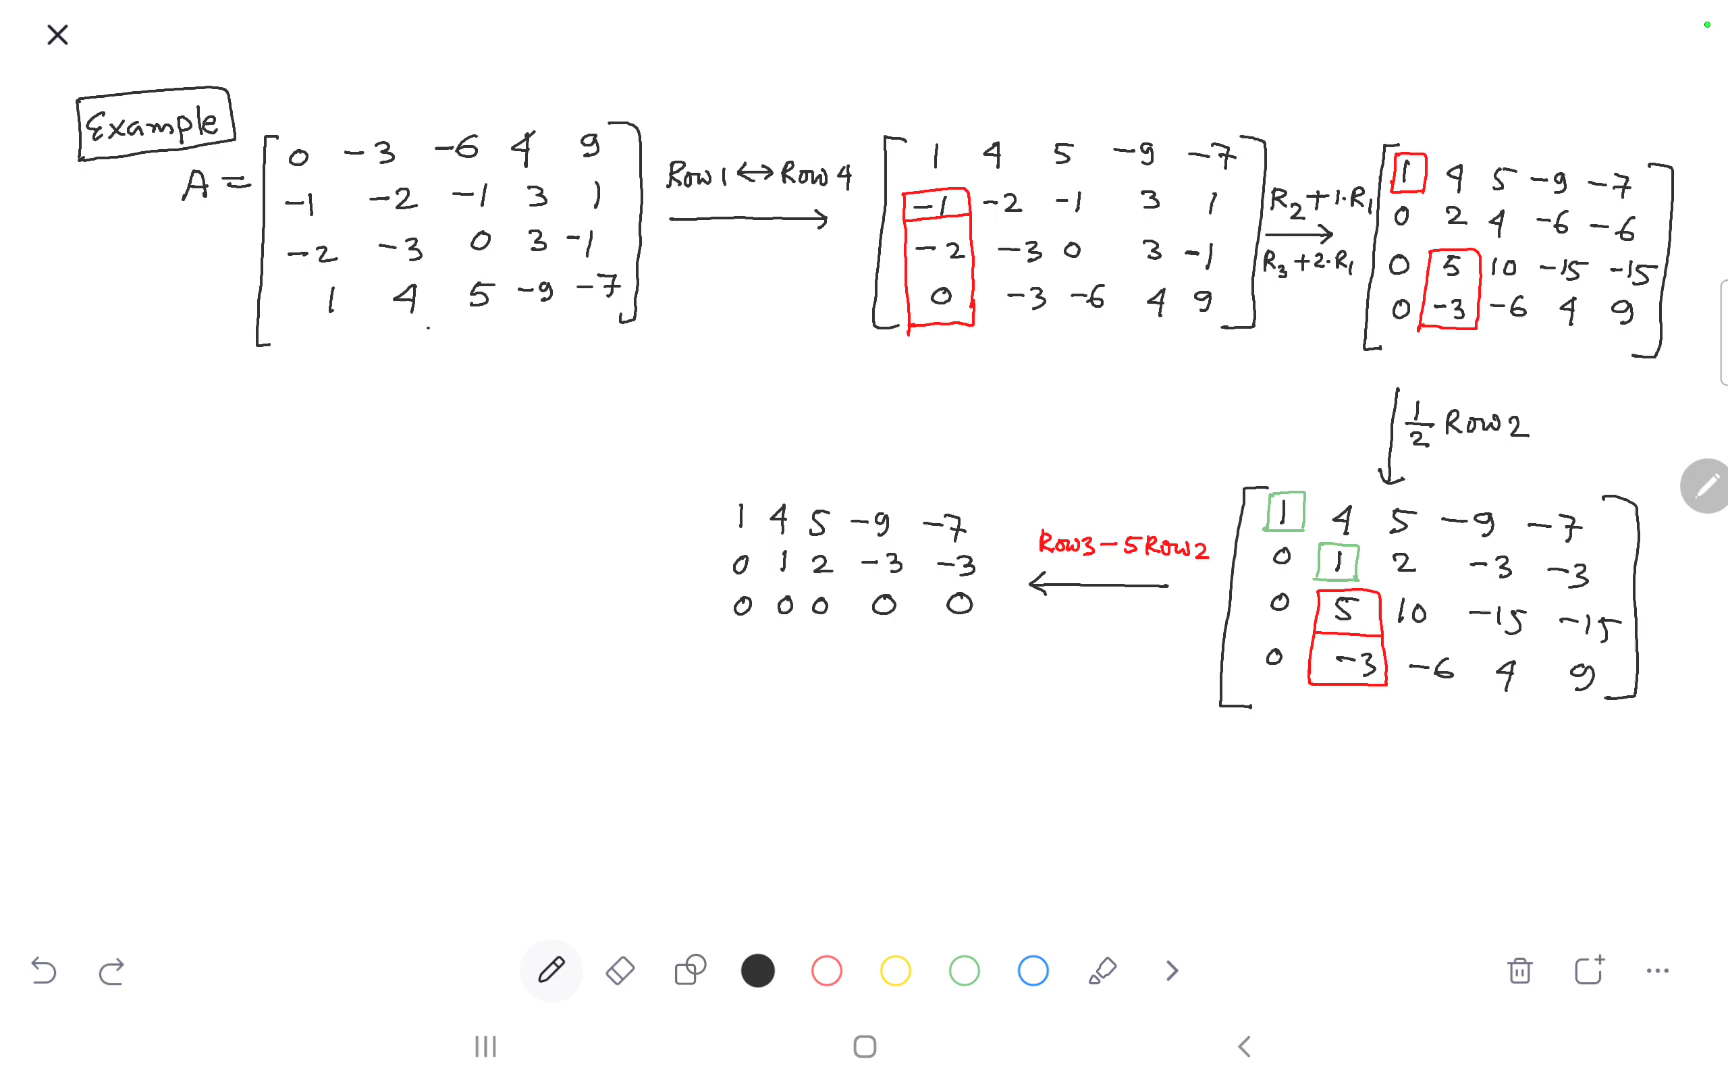 Example
A =
0 -3 -6 4 9
-1 -2 -1 3 1
-2 -3 0 3 -1
1 4 5 -9 -7
Row 1 ↔ Row 4
1 4 5 -9 -7
-1 -2 -1 3 1
-2 -3 0 3 -1
0 -3 -6 4 9
R₂+1·R₁
R₃+2·R₁
1 4 5 -9 -7
0 2 4 -6 -6
0 5 10 -15 -15
0 -3 -6 4 9
1/2 Row 2
1 4 5 -9 -7
0 1 2 -3 -3
0 5 10 -15 -15
0 -3 -6 4 9
Row3-5Row2
1 4 5 -9 -7
0 1 2 -3 -3
0 0 0 0 0